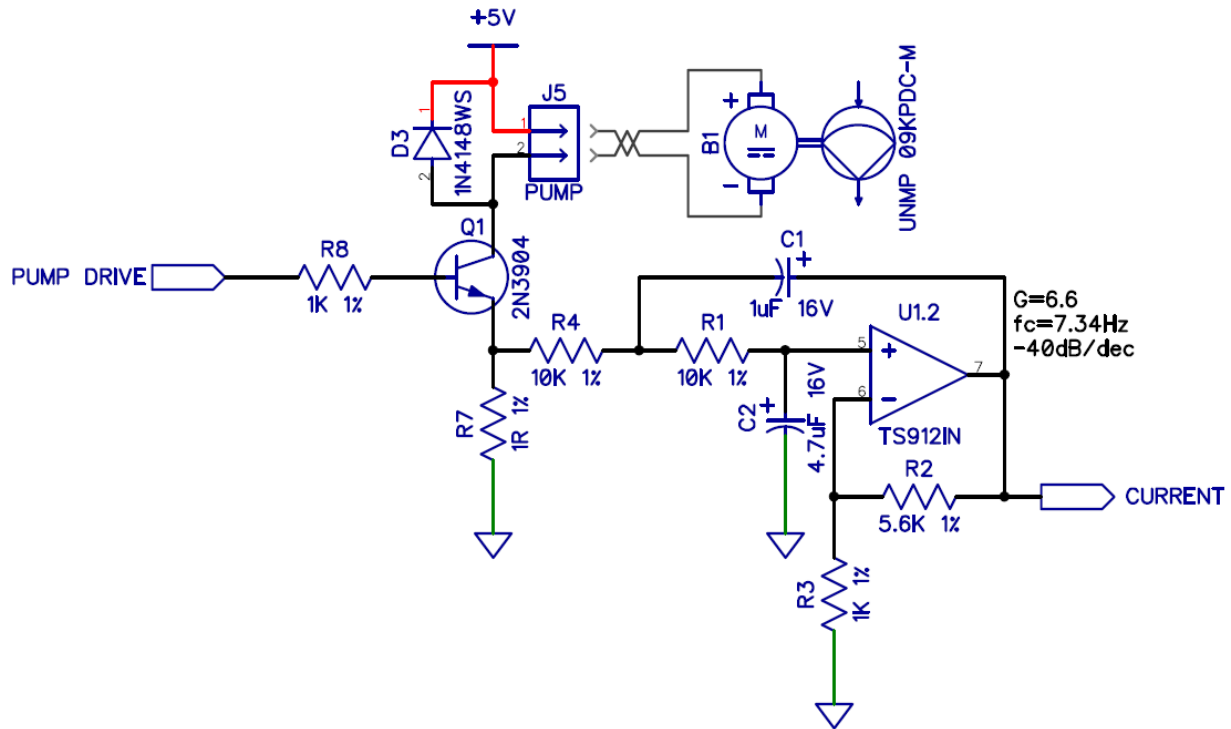 +5V
J5
1
D3
1N4148WS
1
2
2
PUMP
+
M
B1
-
UNMP 09KPDC-M
Q1
2N3904
PUMP DRIVE
R8
1K 1%
C1
+
1uF 16V
G=6.6
fc=7.34Hz
-40dB/dec
U1.2
R4
10K 1%
R1
10K 1%
5
+
7
6
-
TS912IN
16V
+
C2
4.7uF
R7
1R 1%
R2
5.6K 1%
CURRENT
R3
1K 1%